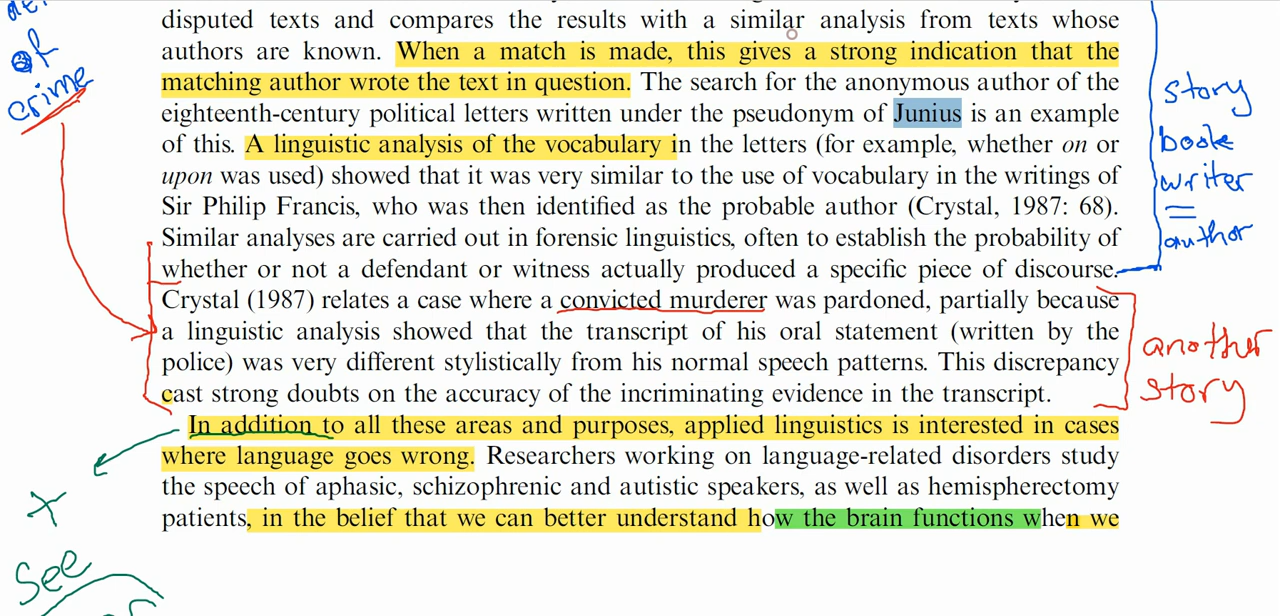 disputed texts and compares the results with a similar analysis from texts whose
authors are known. When a match is made, this gives a strong indication that the
matching author wrote the text in question. The search for the anonymous author of the
eighteenth-century political letters written under the pseudonym of Junius is an example
of this. A linguistic analysis of the vocabulary in the letters (for example, whether on or
upon was used) showed that it was very similar to the use of vocabulary in the writings of
Sir Philip Francis, who was then identified as the probable author (Crystal, 1987: 68).
Similar analyses are carried out in forensic linguistics, often to establish the probability of
whether or not a defendant or witness actually produced a specific piece of discourse.
Crystal (1987) relates a case where a convicted murderer was pardoned, partially because
a linguistic analysis showed that the transcript of his oral statement (written by the
police) was very different stylistically from his normal speech patterns. This discrepancy
cast strong doubts on the accuracy of the incriminating evidence in the transcript.
In addition to all these areas and purposes, applied linguistics is interested in cases
where language goes wrong. Researchers working on language-related disorders study
the speech of aphasic, schizophrenic and autistic speakers, as well as hemispherectomy
patients, in the belief that we can better understand how the brain functions when we
of
crime
See
story
book
writer
=
author
another
story